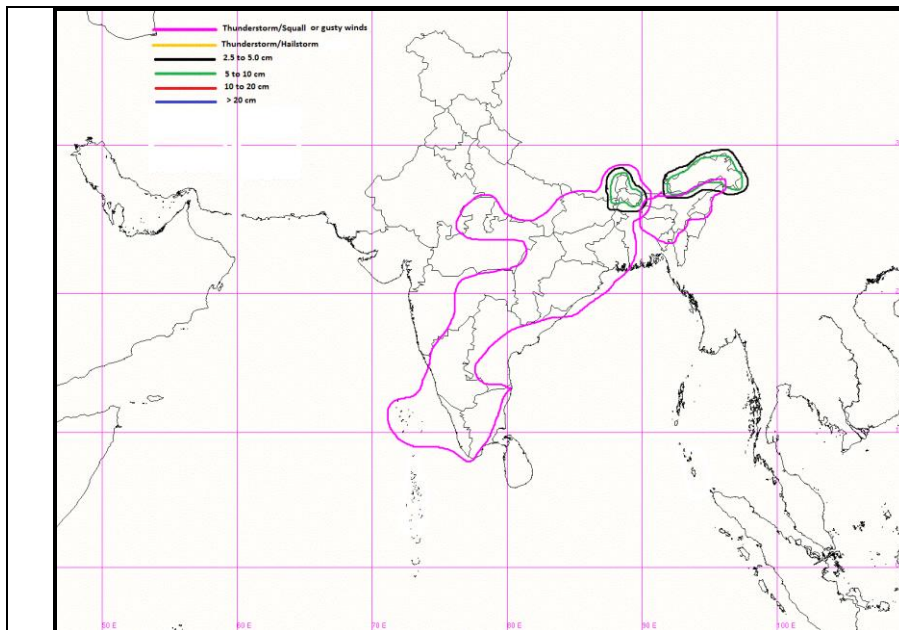 Thunderstorm/Squall or gusty winds
Thunderstorm/Hailstorm
2.5 to 5.0 cm
5 to 10 cm
10 to 20 cm
> 20 cm
50 E
60 E
70 E
80 E
90 E
100 E